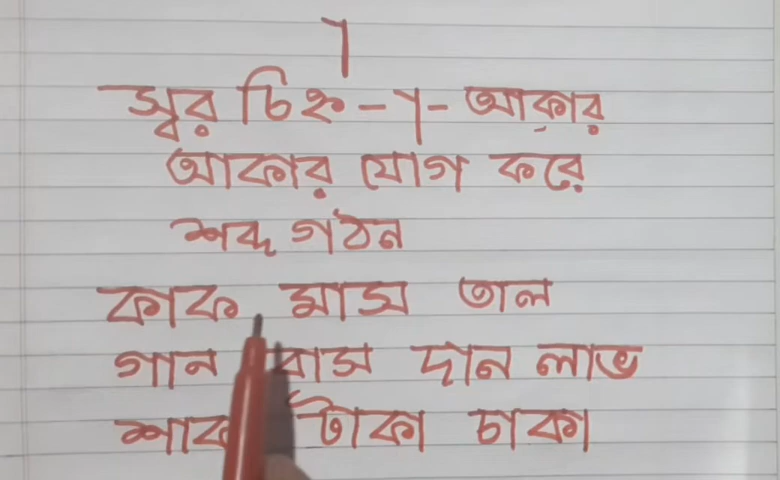 া
স্বর চিহ্ন - া - আকার
আকার যোগ করে
শব্দ গঠন
কাক মাস তাল
গান বাস দান লাভ
শাক টাকা চাকা